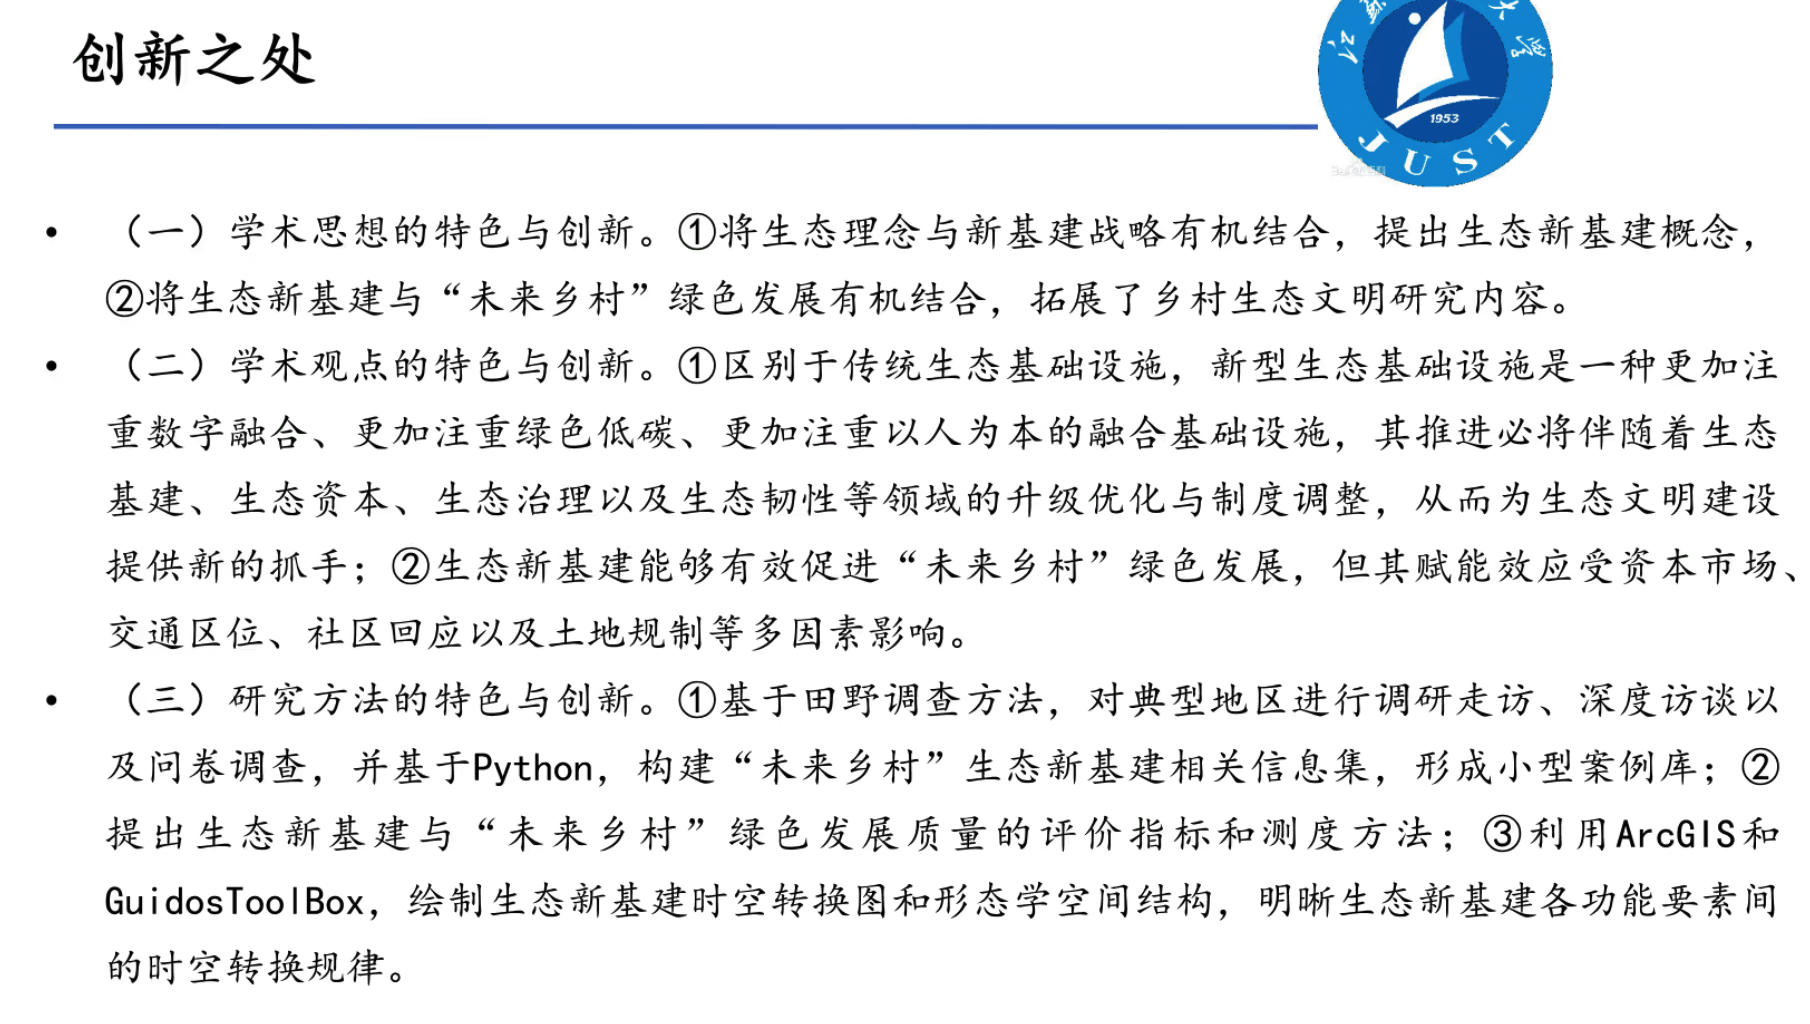 创新之处
江苏
大学
1953
JUST
• （一）学术思想的特色与创新。①将生态理念与新基建战略有机结合，提出生态新基建概念，
②将生态新基建与“未来乡村”绿色发展有机结合，拓展了乡村生态文明研究内容。
• （二）学术观点的特色与创新。①区别于传统生态基础设施，新型生态基础设施是一种更加注
重数字融合、更加注重绿色低碳、更加注重以人为本的融合基础设施，其推进必将伴随着生态
基建、生态资本、生态治理以及生态韧性等领域的升级优化与制度调整，从而为生态文明建设
提供新的抓手；②生态新基建能够有效促进“未来乡村”绿色发展，但其赋能效应受资本市场、
交通区位、社区回应以及土地规制等多因素影响。
• （三）研究方法的特色与创新。①基于田野调查方法，对典型地区进行调研走访、深度访谈以
及问卷调查，并基于Python，构建“未来乡村”生态新基建相关信息集，形成小型案例库；②
提出生态新基建与“未来乡村”绿色发展质量的评价指标和测度方法；③利用ArcGIS和
GuidosToolBox，绘制生态新基建时空转换图和形态学空间结构，明晰生态新基建各功能要素间
的时空转换规律。